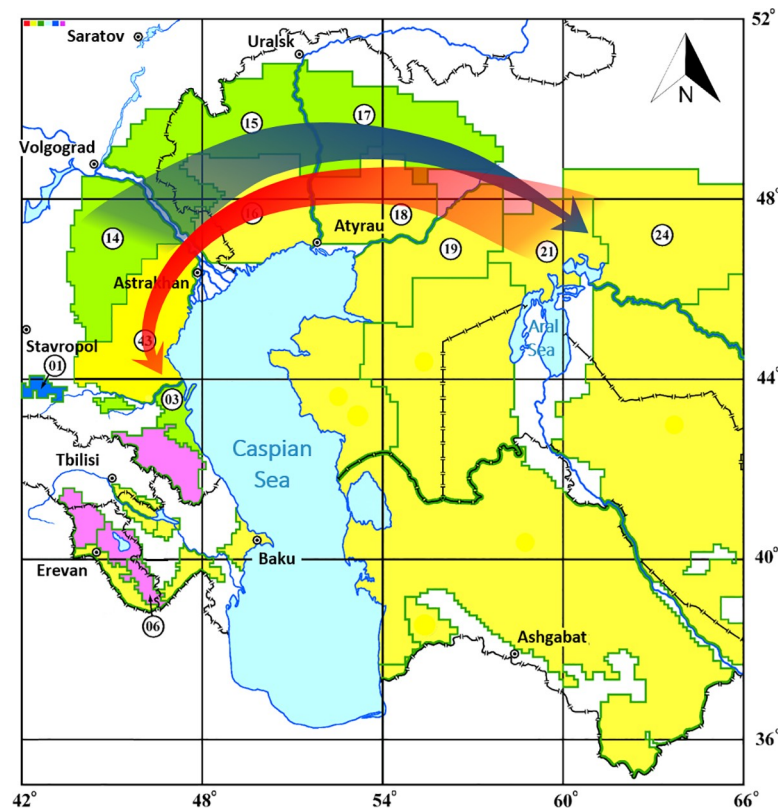 52°
Saratov
Uralsk
N
15
17
Volgograd
48°
14
16
18
Atyrau
19
21
24
Astrakhan
43
Stavropol
01
Aral
Sea
44°
03
Caspian
Sea
Tbilisi
Baku
40°
Erevan
06
Ashgabat
36°
42°
48
54
60
66°